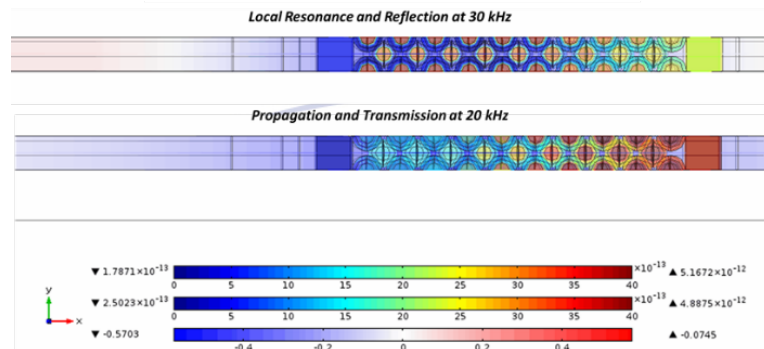 Local Resonance and Reflection at 30 kHz
Propagation and Transmission at 20 kHz
×10⁻¹³ ×10⁻¹³
▼ 1.7871×10⁻¹³ ▲ 5.1672×10⁻¹²
0 5 10 15 20 25 30 35 40
×10⁻¹³
▼ 2.5023×10⁻¹³ ▲ 4.8875×10⁻¹²
0 5 10 15 20 25 30 35 40
y
x
▼ -0.5703 ▲ -0.0745
-0.4 -0.2 0 0.2 0.4